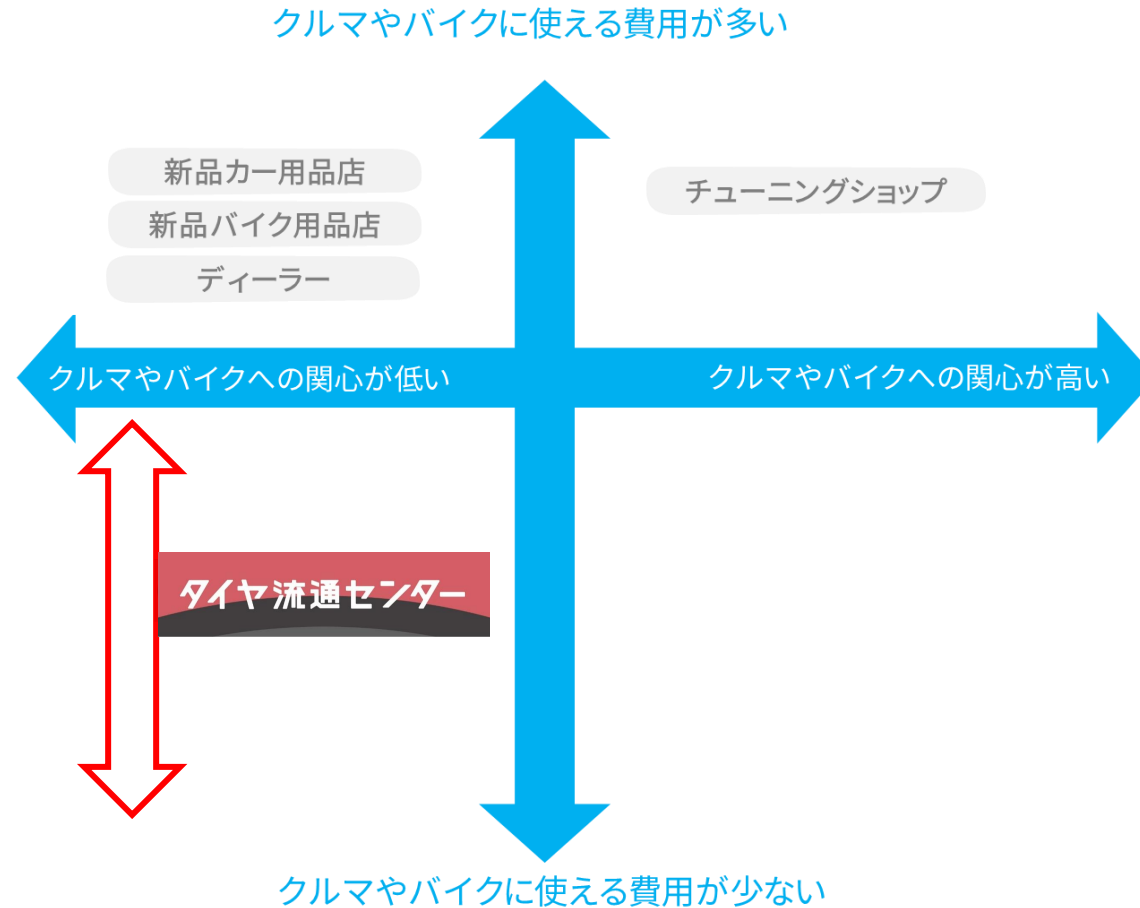 クルマやバイクに使える費用が多い
新品カー用品店
新品バイク用品店
ディーラー
チューニングショップ
クルマやバイクへの関心が低い
クルマやバイクへの関心が高い
タイヤ流通センター
クルマやバイクに使える費用が少ない